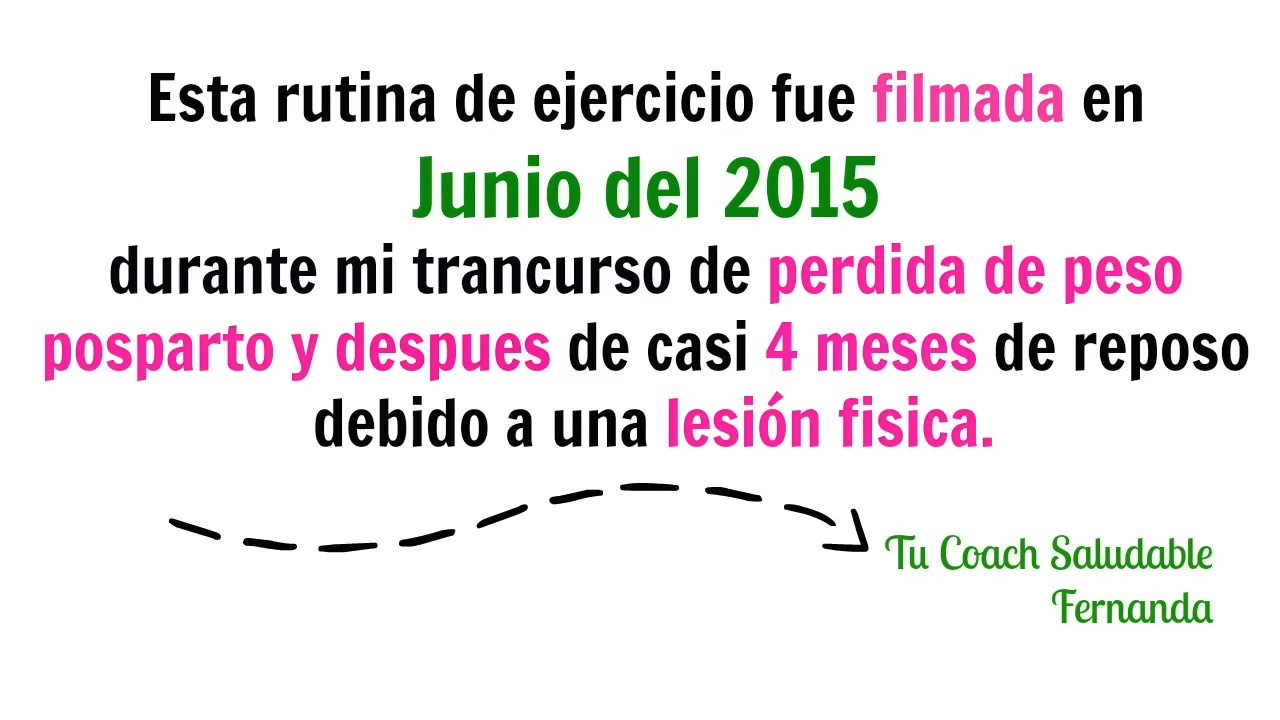 Esta rutina de ejercicio fue filmada en
Junio del 2015
durante mi trancurso de perdida de peso
posparto y despues de casi 4 meses de reposo
debido a una lesión fisica.
Tu Coach Saludable
Fernanda